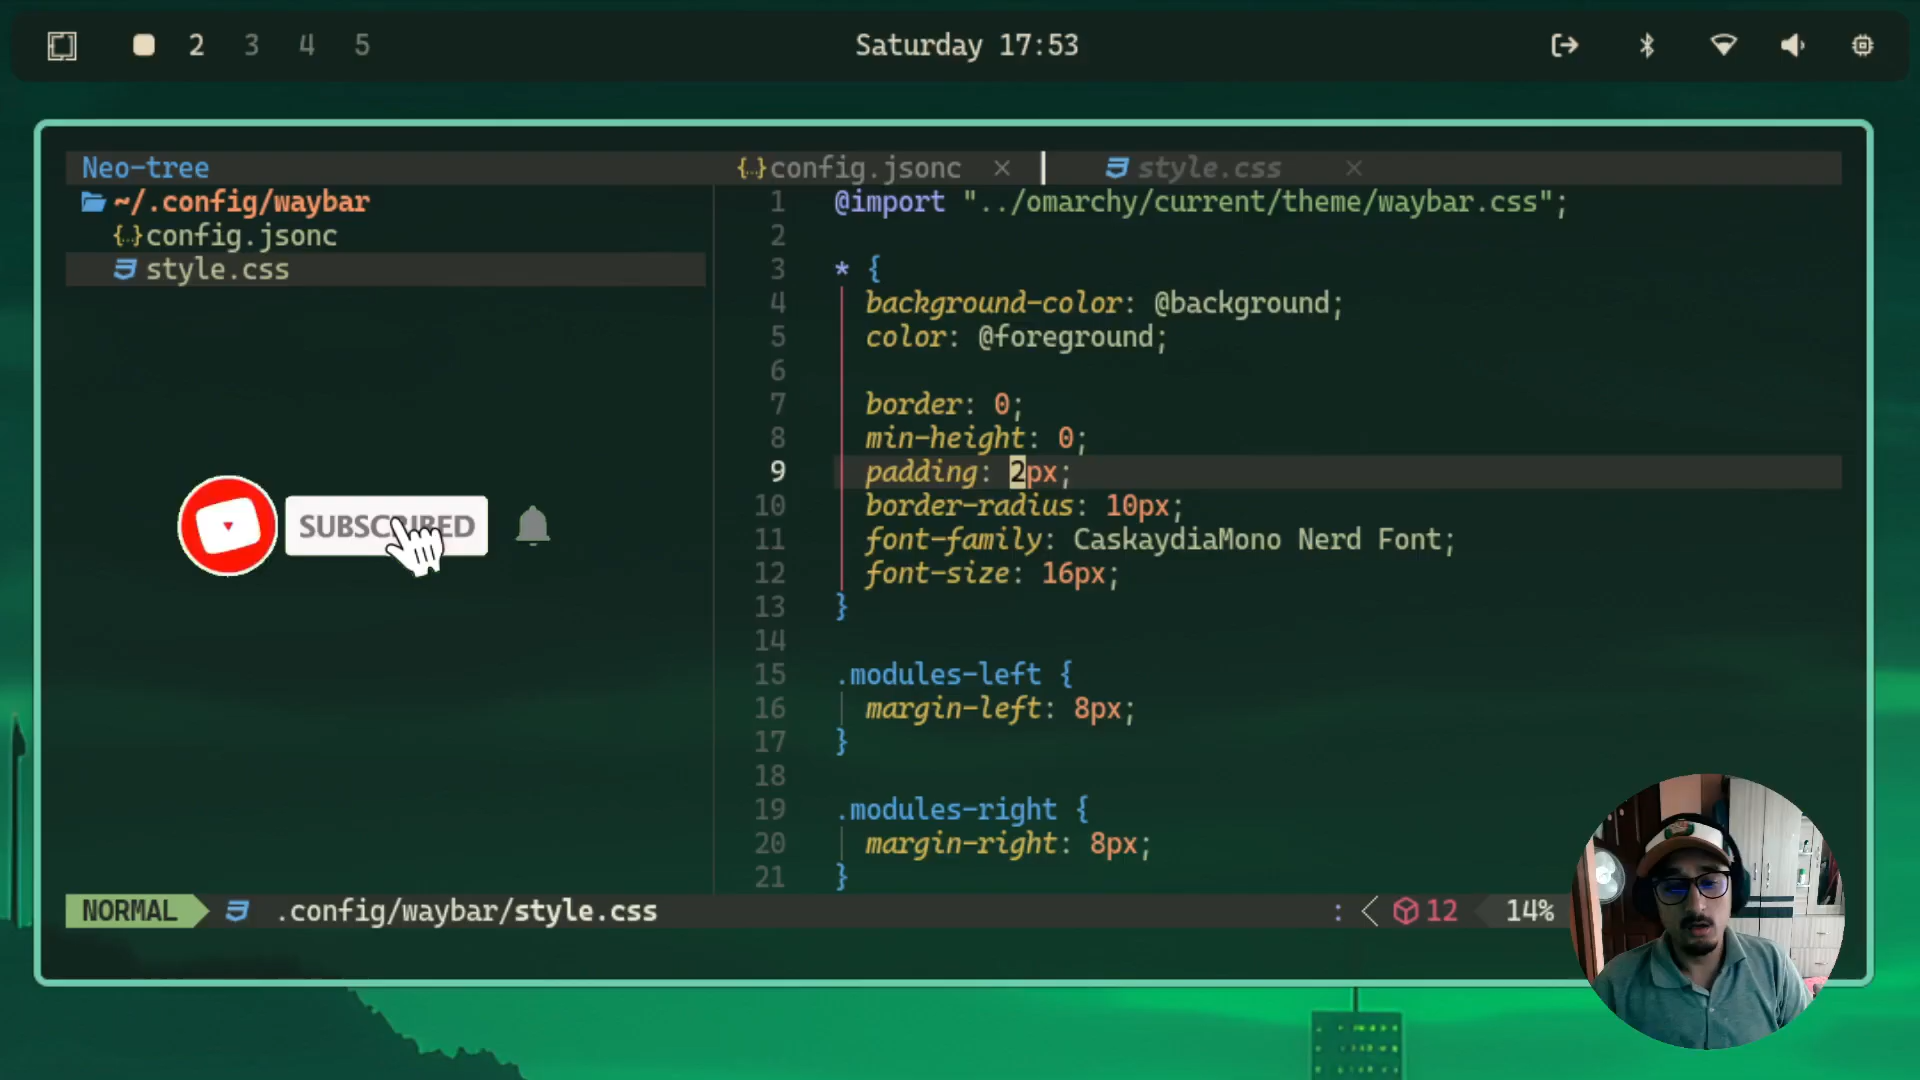 2 3 4 5
Saturday 17:53
Neo-tree
config.jsonc ×
style.css ×
~/.config/waybar
{..}config.jsonc
style.css
1 @import "../omarchy/current/theme/waybar.css";
2
3 * {
4 background-color: @background;
5 color: @foreground;
6
7 border: 0;
8 min-height: 0;
9 padding: 2px;
10 border-radius: 10px;
11 font-family: CaskaydiaMono Nerd Font;
12 font-size: 16px;
13 }
14
15 .modules-left {
16 margin-left: 8px;
17 }
18
19 .modules-right {
20 margin-right: 8px;
21 }
SUBSCRIBED
NORMAL .config/waybar/style.css : 12 14%